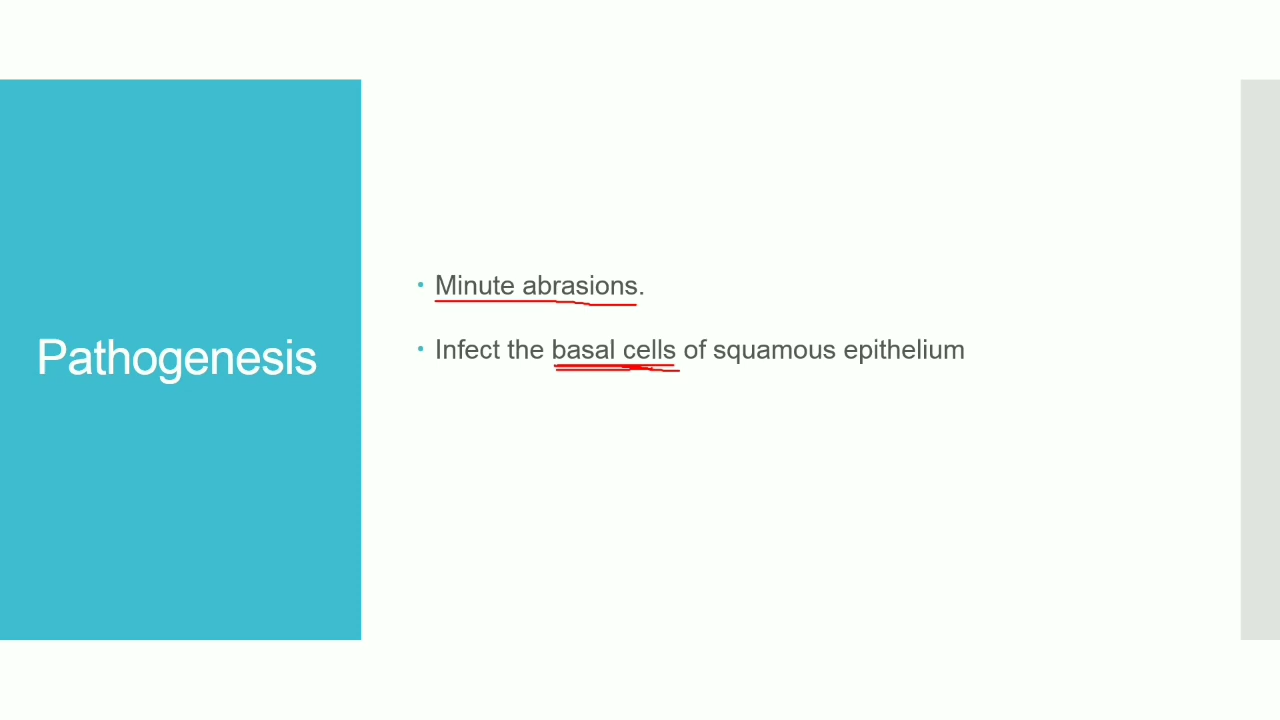 Pathogenesis
Minute abrasions.
Infect the basal cells of squamous epithelium